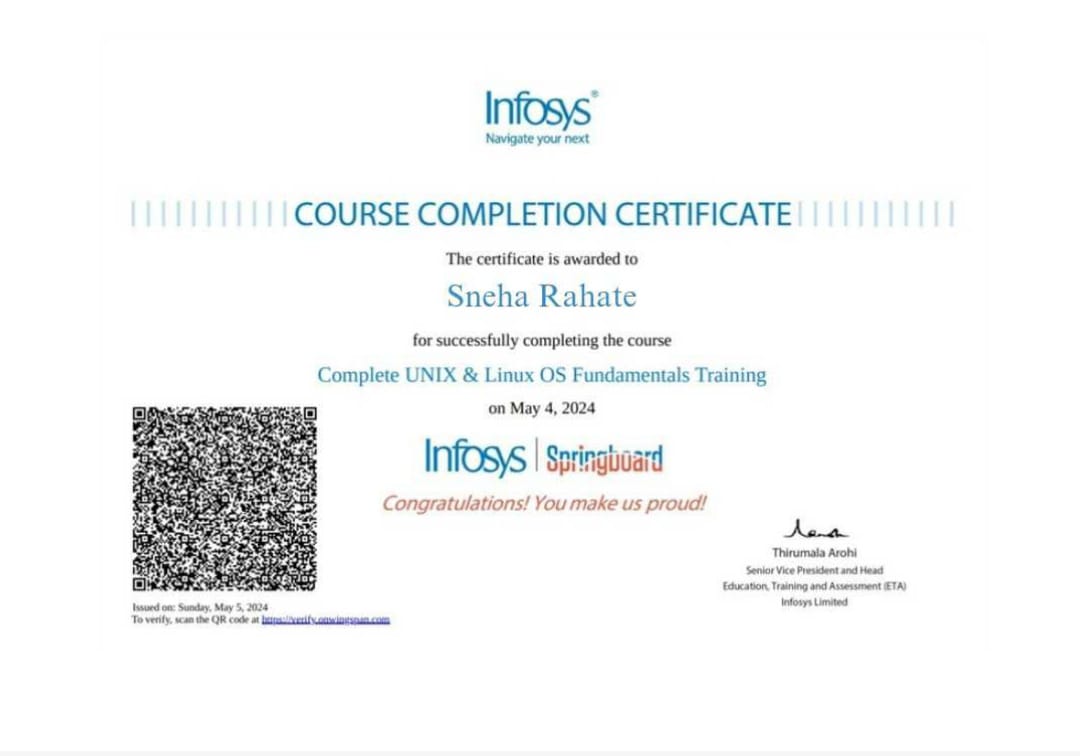 Infosys®
Navigate your next
COURSE COMPLETION CERTIFICATE
The certificate is awarded to
Sneha Rahate
for successfully completing the course
Complete UNIX & Linux OS Fundamentals Training
on May 4, 2024
Infosys | Springboard
Congratulations! You make us proud!
Thirumala Arohi
Senior Vice President and Head
Education, Training and Assessment (ETA)
Infosys Limited
Issued on: Sunday, May 5, 2024
To verify, scan the QR code at https://verify.onwingspan.com